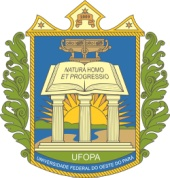 NATURA HOMO
ET PROGRESSIO
UFOPA
UNIVERSIDADE FEDERAL DO OESTE DO PARÁ